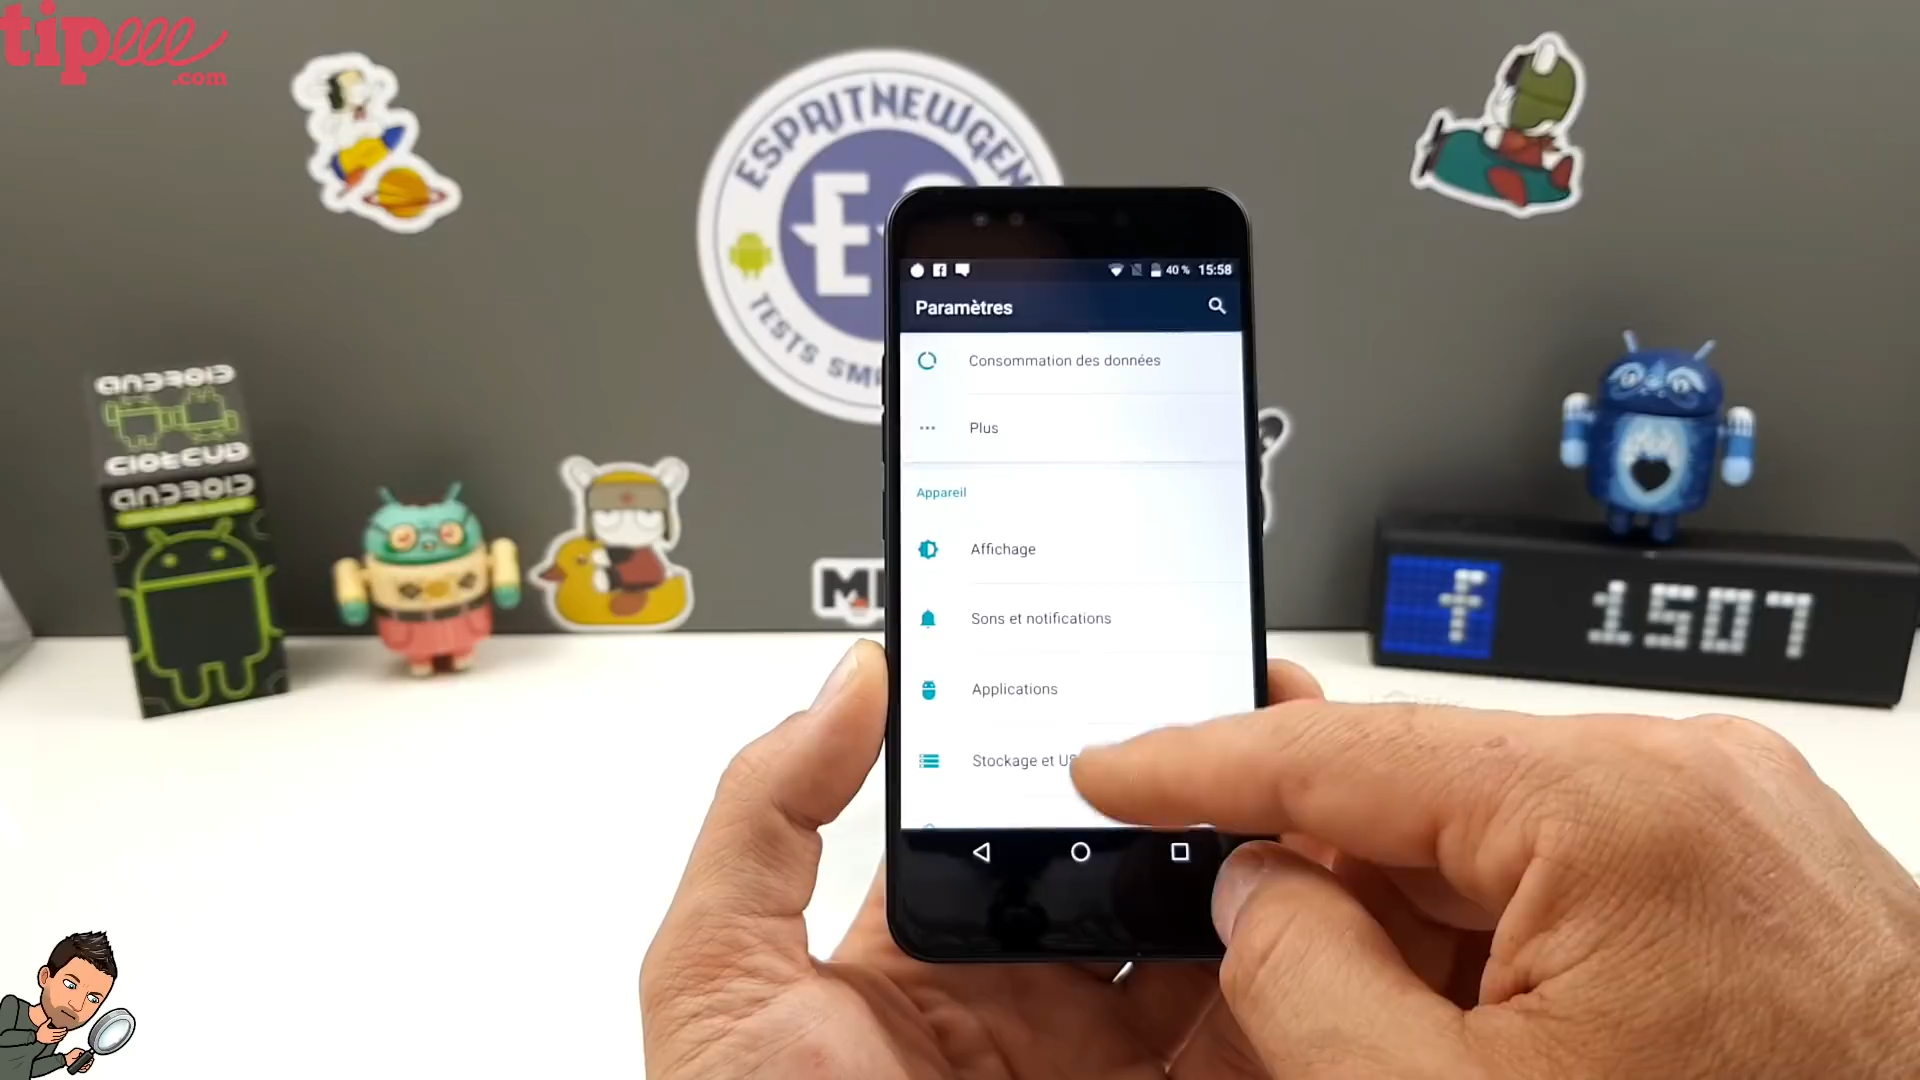 tipeee
.com
ESPRITNEWGEN
TESTS
40 % 15:58
Paramètres
Consommation des données
Plus
Appareil
Affichage
Sons et notifications
Applications
Stockage et US
ANDROID
ANDROID
1507